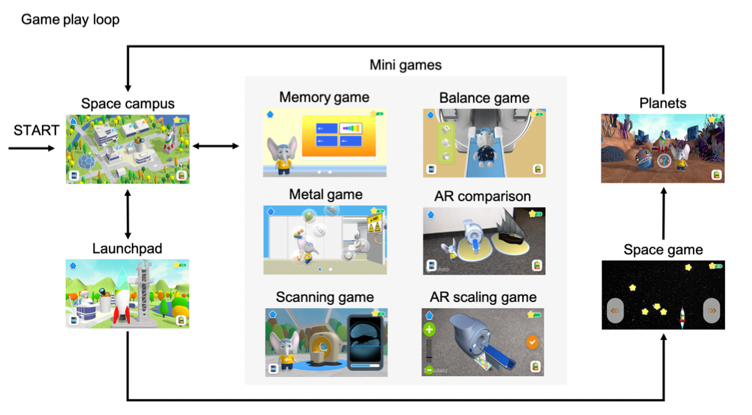 Game play loop
Mini games
Space campus
Memory game
Balance game
Planets
START
Metal game
AR comparison
Launchpad
Space game
Scanning game
AR scaling game